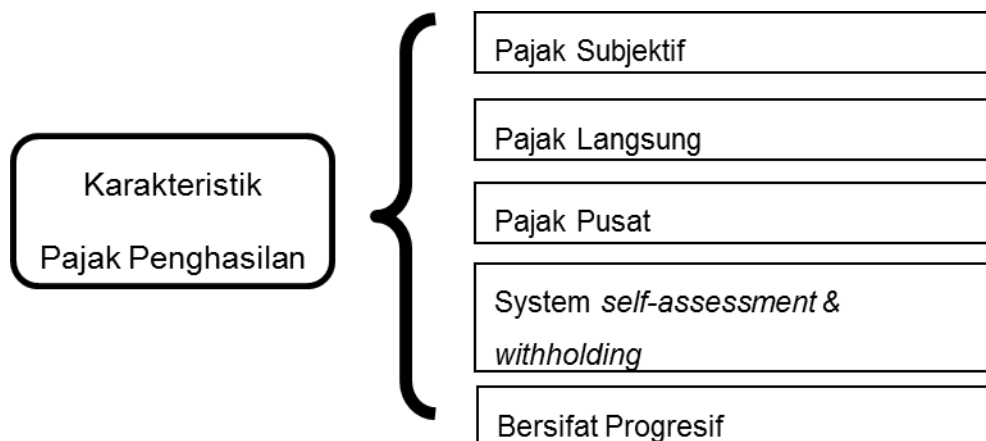 Karakteristik
Pajak Penghasilan
Pajak Subjektif
Pajak Langsung
Pajak Pusat
System self-assessment &
withholding
Bersifat Progresif